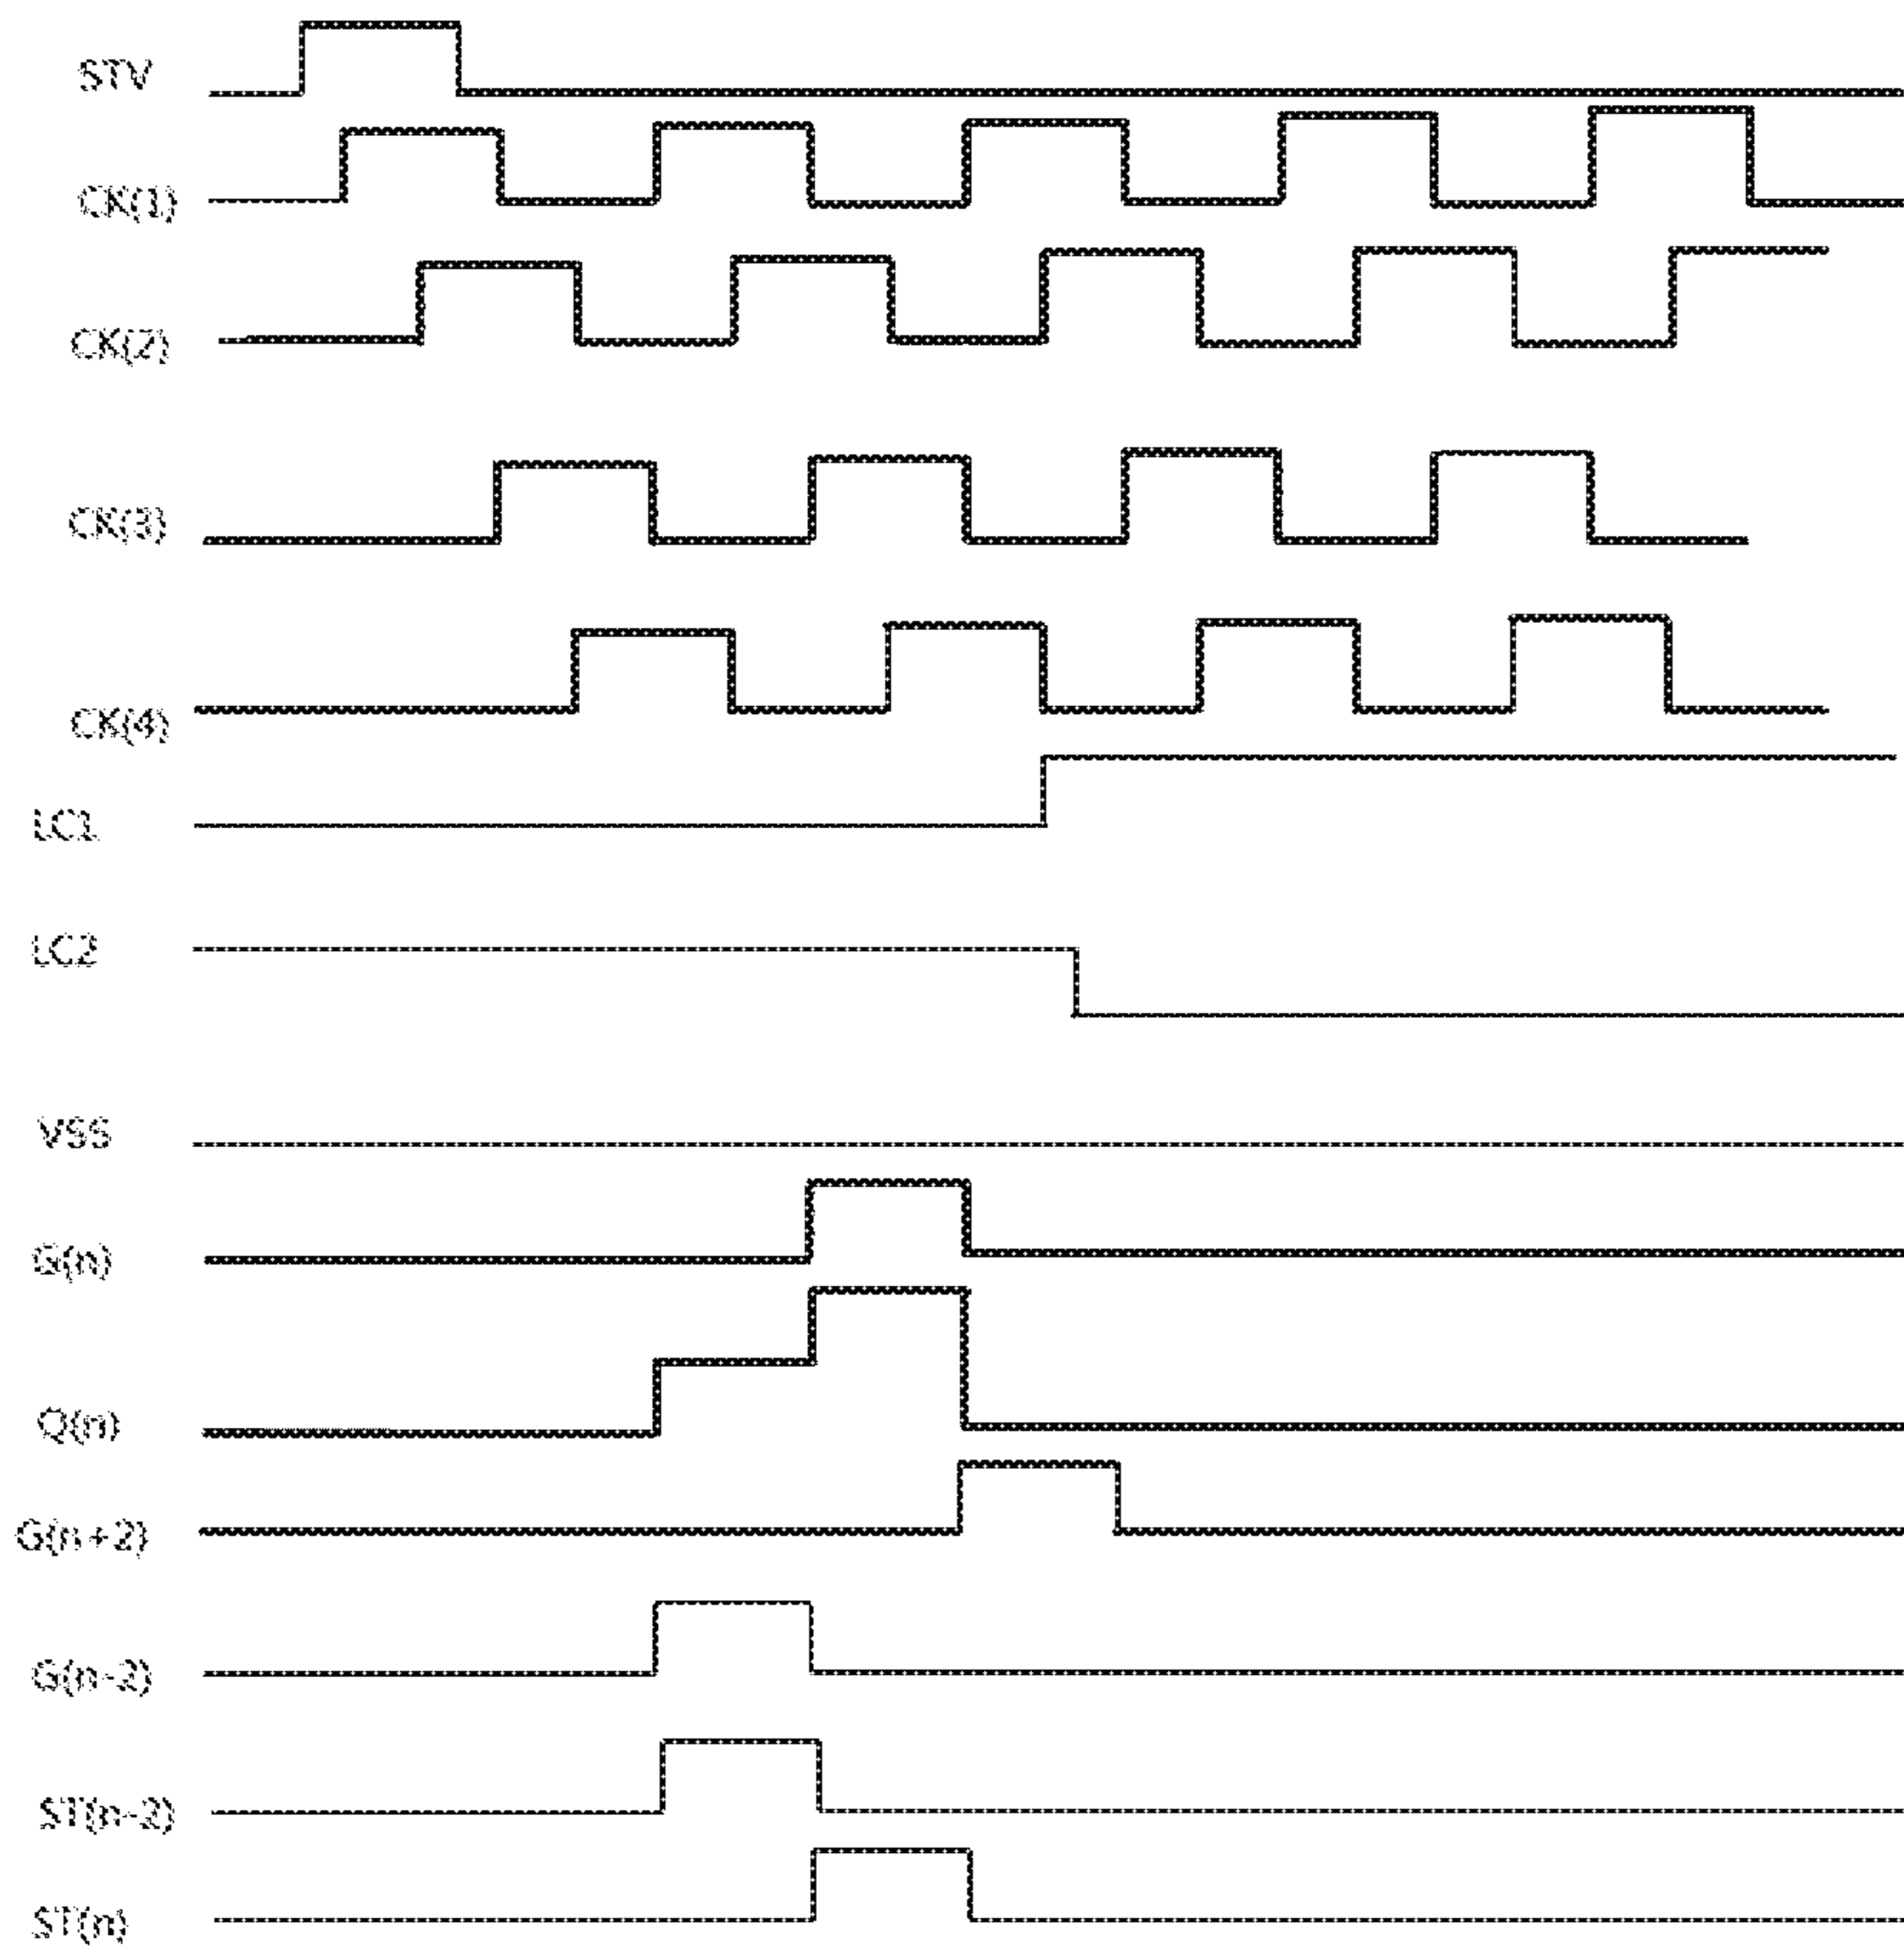 STV
CK(1)
CK(2)
CK(3)
CK(4)
LC1
LC2
VSS
G(n)
Q(n)
G(n+2)
G(n-2)
ST(n-2)
ST(n)